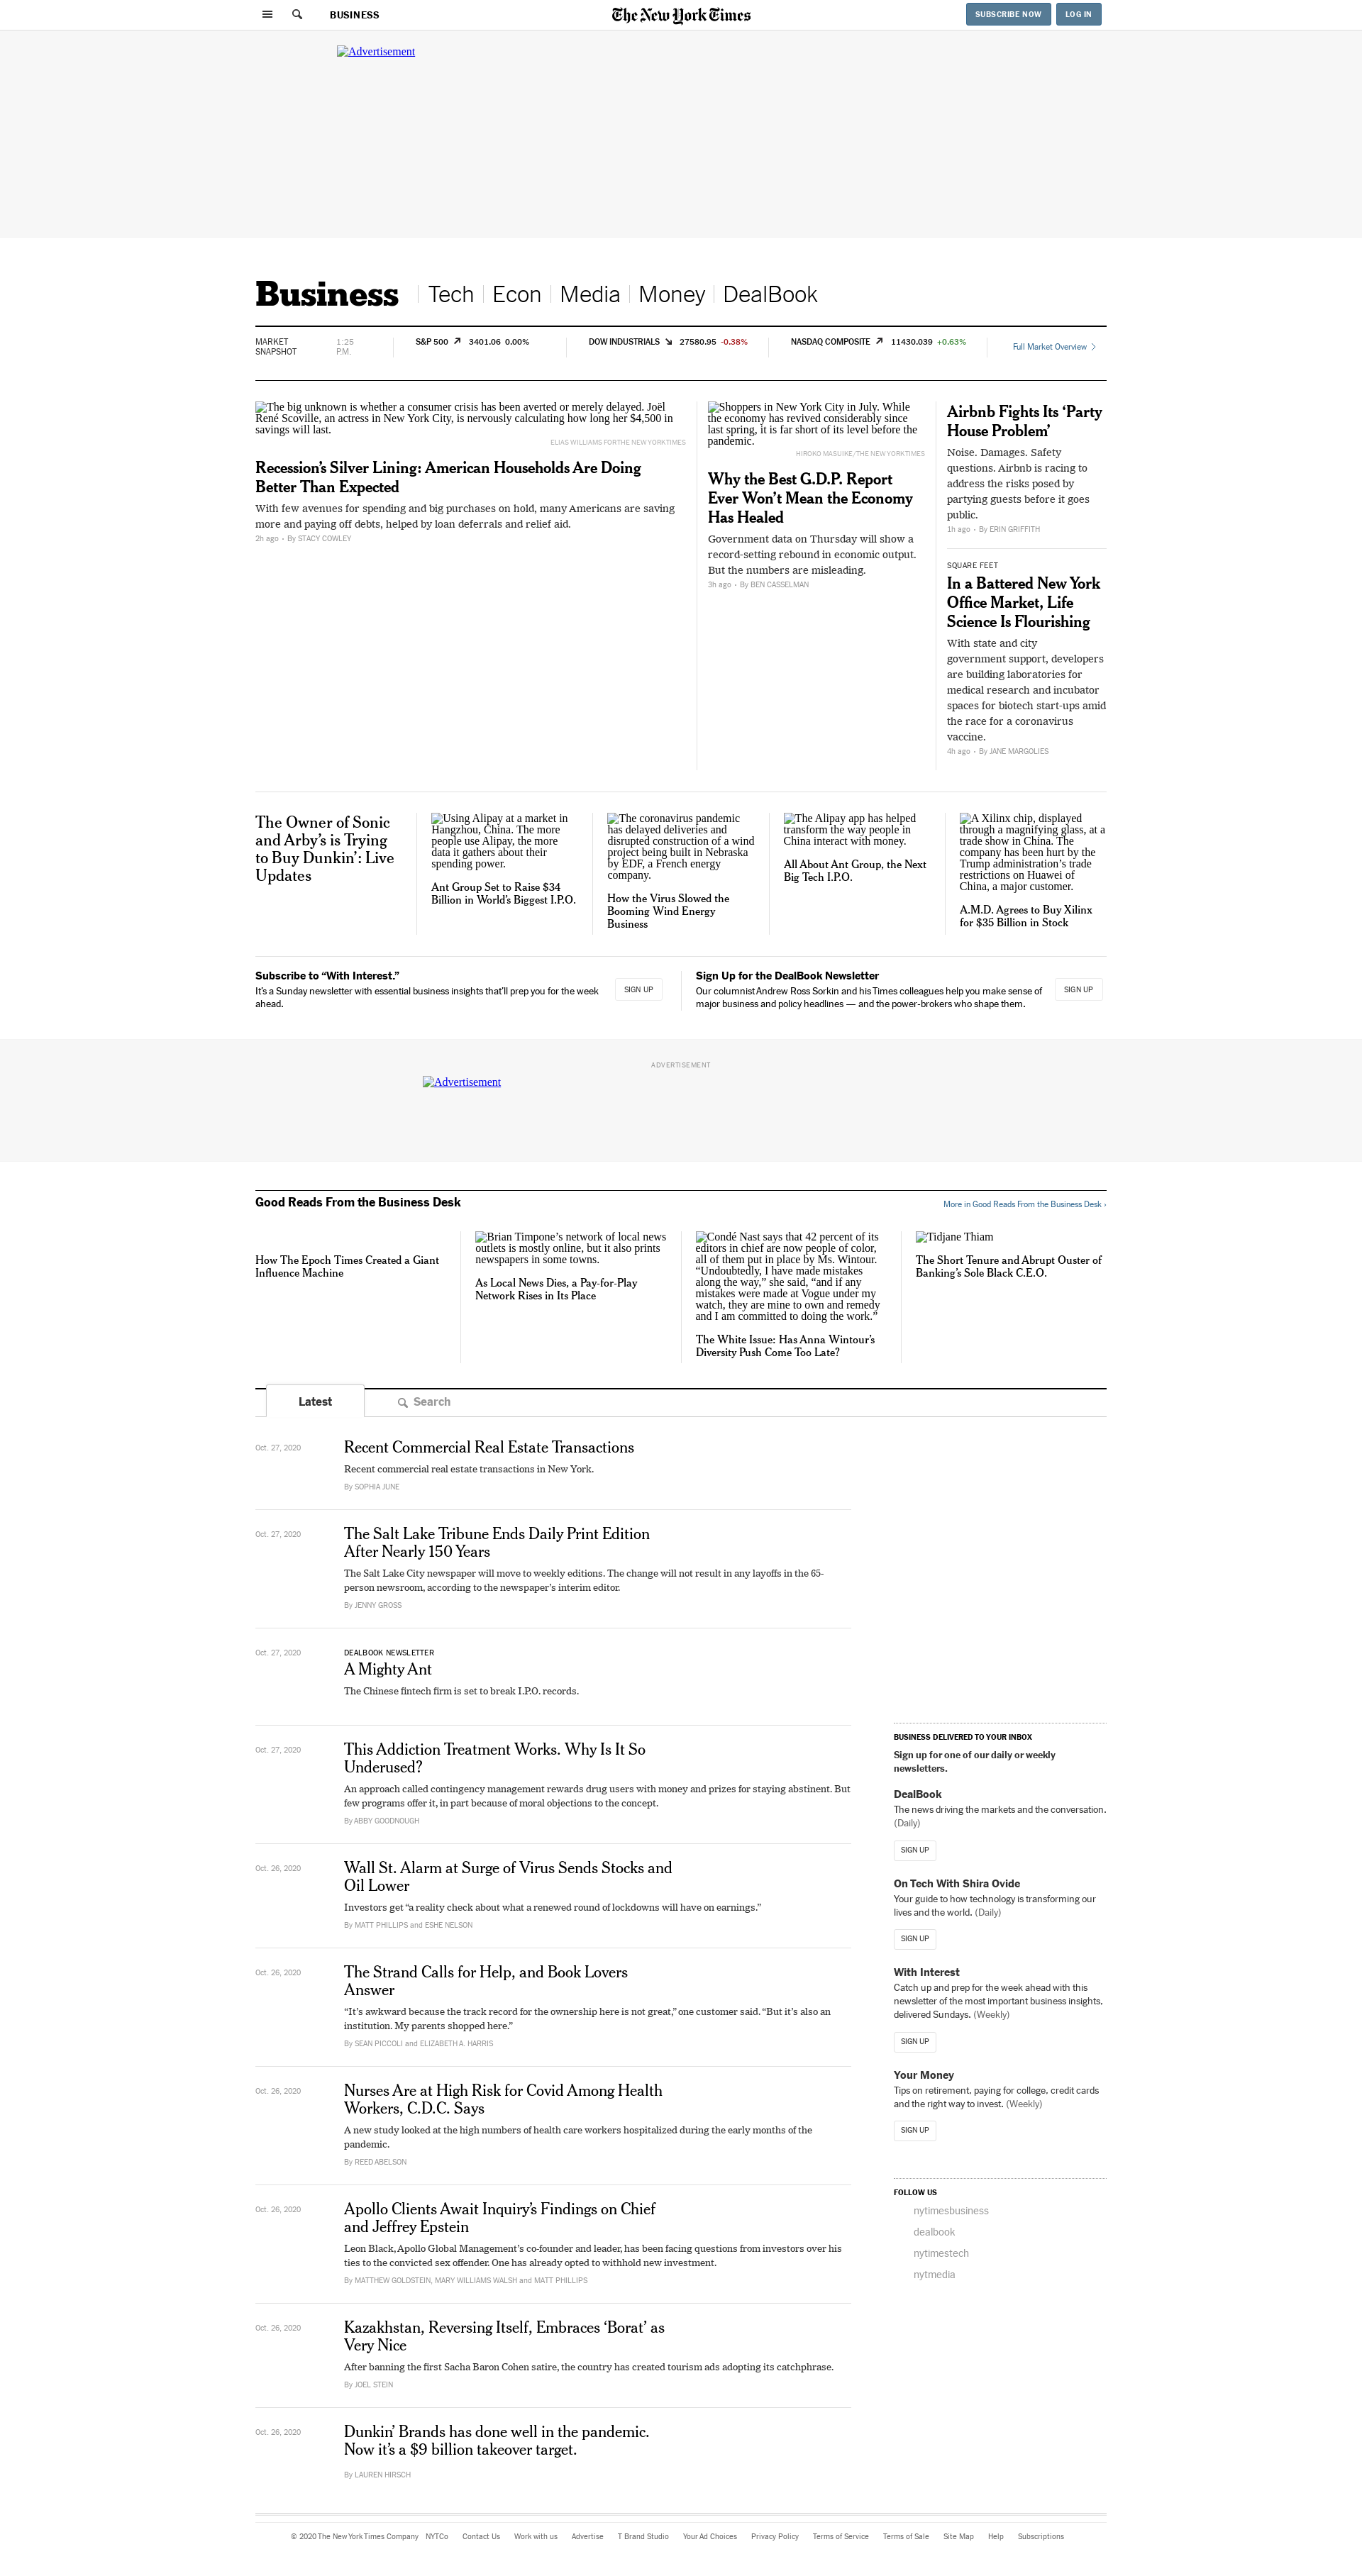 BUSINESS
The New York Times
SUBSCRIBE NOW
LOG IN
Advertisement
Business
Tech
Econ
Media
Money
DealBook
MARKET
SNAPSHOT
1:25
P.M.
S&P 500 3401.06 0.00%
DOW INDUSTRIALS 27580.95 -0.38%
NASDAQ COMPOSITE 11430.039 +0.63%
Full Market Overview
The big unknown is whether a consumer crisis has been averted or merely delayed. Joël
René Scoville, an actress in New York City, is nervously calculating how long her $4,500 in
savings will last.
ELIAS WILLIAMS FOR THE NEW YORK TIMES
Recession’s Silver Lining: American Households Are Doing
Better Than Expected
With few avenues for spending and big purchases on hold, many Americans are saving
more and paying off debts, helped by loan deferrals and relief aid.
2h ago • By STACY COWLEY
Shoppers in New York City in July. While
the economy has revived considerably since
last spring, it is far short of its level before the
pandemic.
HIROKO MASUIKE/THE NEW YORK TIMES
Why the Best G.D.P. Report
Ever Won’t Mean the Economy
Has Healed
Government data on Thursday will show a
record-setting rebound in economic output.
But the numbers are misleading.
3h ago • By BEN CASSELMAN
Airbnb Fights Its ‘Party
House Problem’
Noise. Damages. Safety
questions. Airbnb is racing to
address the risks posed by
partying guests before it goes
public.
1h ago • By ERIN GRIFFITH
SQUARE FEET
In a Battered New York
Office Market, Life
Science Is Flourishing
With state and city
government support, developers
are building laboratories for
medical research and incubator
spaces for biotech start-ups amid
the race for a coronavirus
vaccine.
4h ago • By JANE MARGOLIES
The Owner of Sonic
and Arby’s is Trying
to Buy Dunkin’: Live
Updates
Using Alipay at a market in
Hangzhou, China. The more
people use Alipay, the more
data it gathers about their
spending power.
Ant Group Set to Raise $34
Billion in World’s Biggest I.P.O.
The coronavirus pandemic
has delayed deliveries and
disrupted construction of a wind
project being built in Nebraska
by EDF, a French energy
company.
How the Virus Slowed the
Booming Wind Energy
Business
The Alipay app has helped
transform the way people in
China interact with money.
All About Ant Group, the Next
Big Tech I.P.O.
A Xilinx chip, displayed
through a magnifying glass, at a
trade show in China. The
company has been hurt by the
Trump administration’s trade
restrictions on Huawei of
China, a major customer.
A.M.D. Agrees to Buy Xilinx
for $35 Billion in Stock
Subscribe to “With Interest.”
It’s a Sunday newsletter with essential business insights that’ll prep you for the week
ahead.
SIGN UP
Sign Up for the DealBook Newsletter
Our columnist Andrew Ross Sorkin and his Times colleagues help you make sense of
major business and policy headlines — and the power-brokers who shape them.
SIGN UP
ADVERTISEMENT
Advertisement
Good Reads From the Business Desk
More in Good Reads From the Business Desk ›
How The Epoch Times Created a Giant
Influence Machine
Brian Timpone’s network of local news
outlets is mostly online, but it also prints
newspapers in some towns.
As Local News Dies, a Pay-for-Play
Network Rises in Its Place
Condé Nast says that 42 percent of its
editors in chief are now people of color,
all of them put in place by Ms. Wintour.
“Undoubtedly, I have made mistakes
along the way,” she said, “and if any
mistakes were made at Vogue under my
watch, they are mine to own and remedy
and I am committed to doing the work.”
The White Issue: Has Anna Wintour’s
Diversity Push Come Too Late?
Tidjane Thiam
The Short Tenure and Abrupt Ouster of
Banking’s Sole Black C.E.O.
Latest
Search
Oct. 27, 2020
Recent Commercial Real Estate Transactions
Recent commercial real estate transactions in New York.
By SOPHIA JUNE
Oct. 27, 2020
The Salt Lake Tribune Ends Daily Print Edition
After Nearly 150 Years
The Salt Lake City newspaper will move to weekly editions. The change will not result in any layoffs in the 65-
person newsroom, according to the newspaper’s interim editor.
By JENNY GROSS
Oct. 27, 2020
DEALBOOK NEWSLETTER
A Mighty Ant
The Chinese fintech firm is set to break I.P.O. records.
Oct. 27, 2020
This Addiction Treatment Works. Why Is It So
Underused?
An approach called contingency management rewards drug users with money and prizes for staying abstinent. But
few programs offer it, in part because of moral objections to the concept.
By ABBY GOODNOUGH
Oct. 26, 2020
Wall St. Alarm at Surge of Virus Sends Stocks and
Oil Lower
Investors get “a reality check about what a renewed round of lockdowns will have on earnings.”
By MATT PHILLIPS and ESHE NELSON
Oct. 26, 2020
The Strand Calls for Help, and Book Lovers
Answer
“It’s awkward because the track record for the ownership here is not great,” one customer said. “But it’s also an
institution. My parents shopped here.”
By SEAN PICCOLI and ELIZABETH A. HARRIS
Oct. 26, 2020
Nurses Are at High Risk for Covid Among Health
Workers, C.D.C. Says
A new study looked at the high numbers of health care workers hospitalized during the early months of the
pandemic.
By REED ABELSON
Oct. 26, 2020
Apollo Clients Await Inquiry’s Findings on Chief
and Jeffrey Epstein
Leon Black, Apollo Global Management’s co-founder and leader, has been facing questions from investors over his
ties to the convicted sex offender. One has already opted to withhold new investment.
By MATTHEW GOLDSTEIN, MARY WILLIAMS WALSH and MATT PHILLIPS
Oct. 26, 2020
Kazakhstan, Reversing Itself, Embraces ‘Borat’ as
Very Nice
After banning the first Sacha Baron Cohen satire, the country has created tourism ads adopting its catchphrase.
By JOEL STEIN
Oct. 26, 2020
Dunkin’ Brands has done well in the pandemic.
Now it’s a $9 billion takeover target.
By LAUREN HIRSCH
BUSINESS DELIVERED TO YOUR INBOX
Sign up for one of our daily or weekly
newsletters.
DealBook
The news driving the markets and the conversation.
(Daily)
SIGN UP
On Tech With Shira Ovide
Your guide to how technology is transforming our
lives and the world. (Daily)
SIGN UP
With Interest
Catch up and prep for the week ahead with this
newsletter of the most important business insights,
delivered Sundays. (Weekly)
SIGN UP
Your Money
Tips on retirement, paying for college, credit cards
and the right way to invest. (Weekly)
SIGN UP
FOLLOW US
nytimesbusiness
dealbook
nytimestech
nytmedia
© 2020 The New York Times Company NYTCo Contact Us Work with us Advertise T Brand Studio Your Ad Choices Privacy Policy Terms of Service Terms of Sale Site Map Help Subscriptions